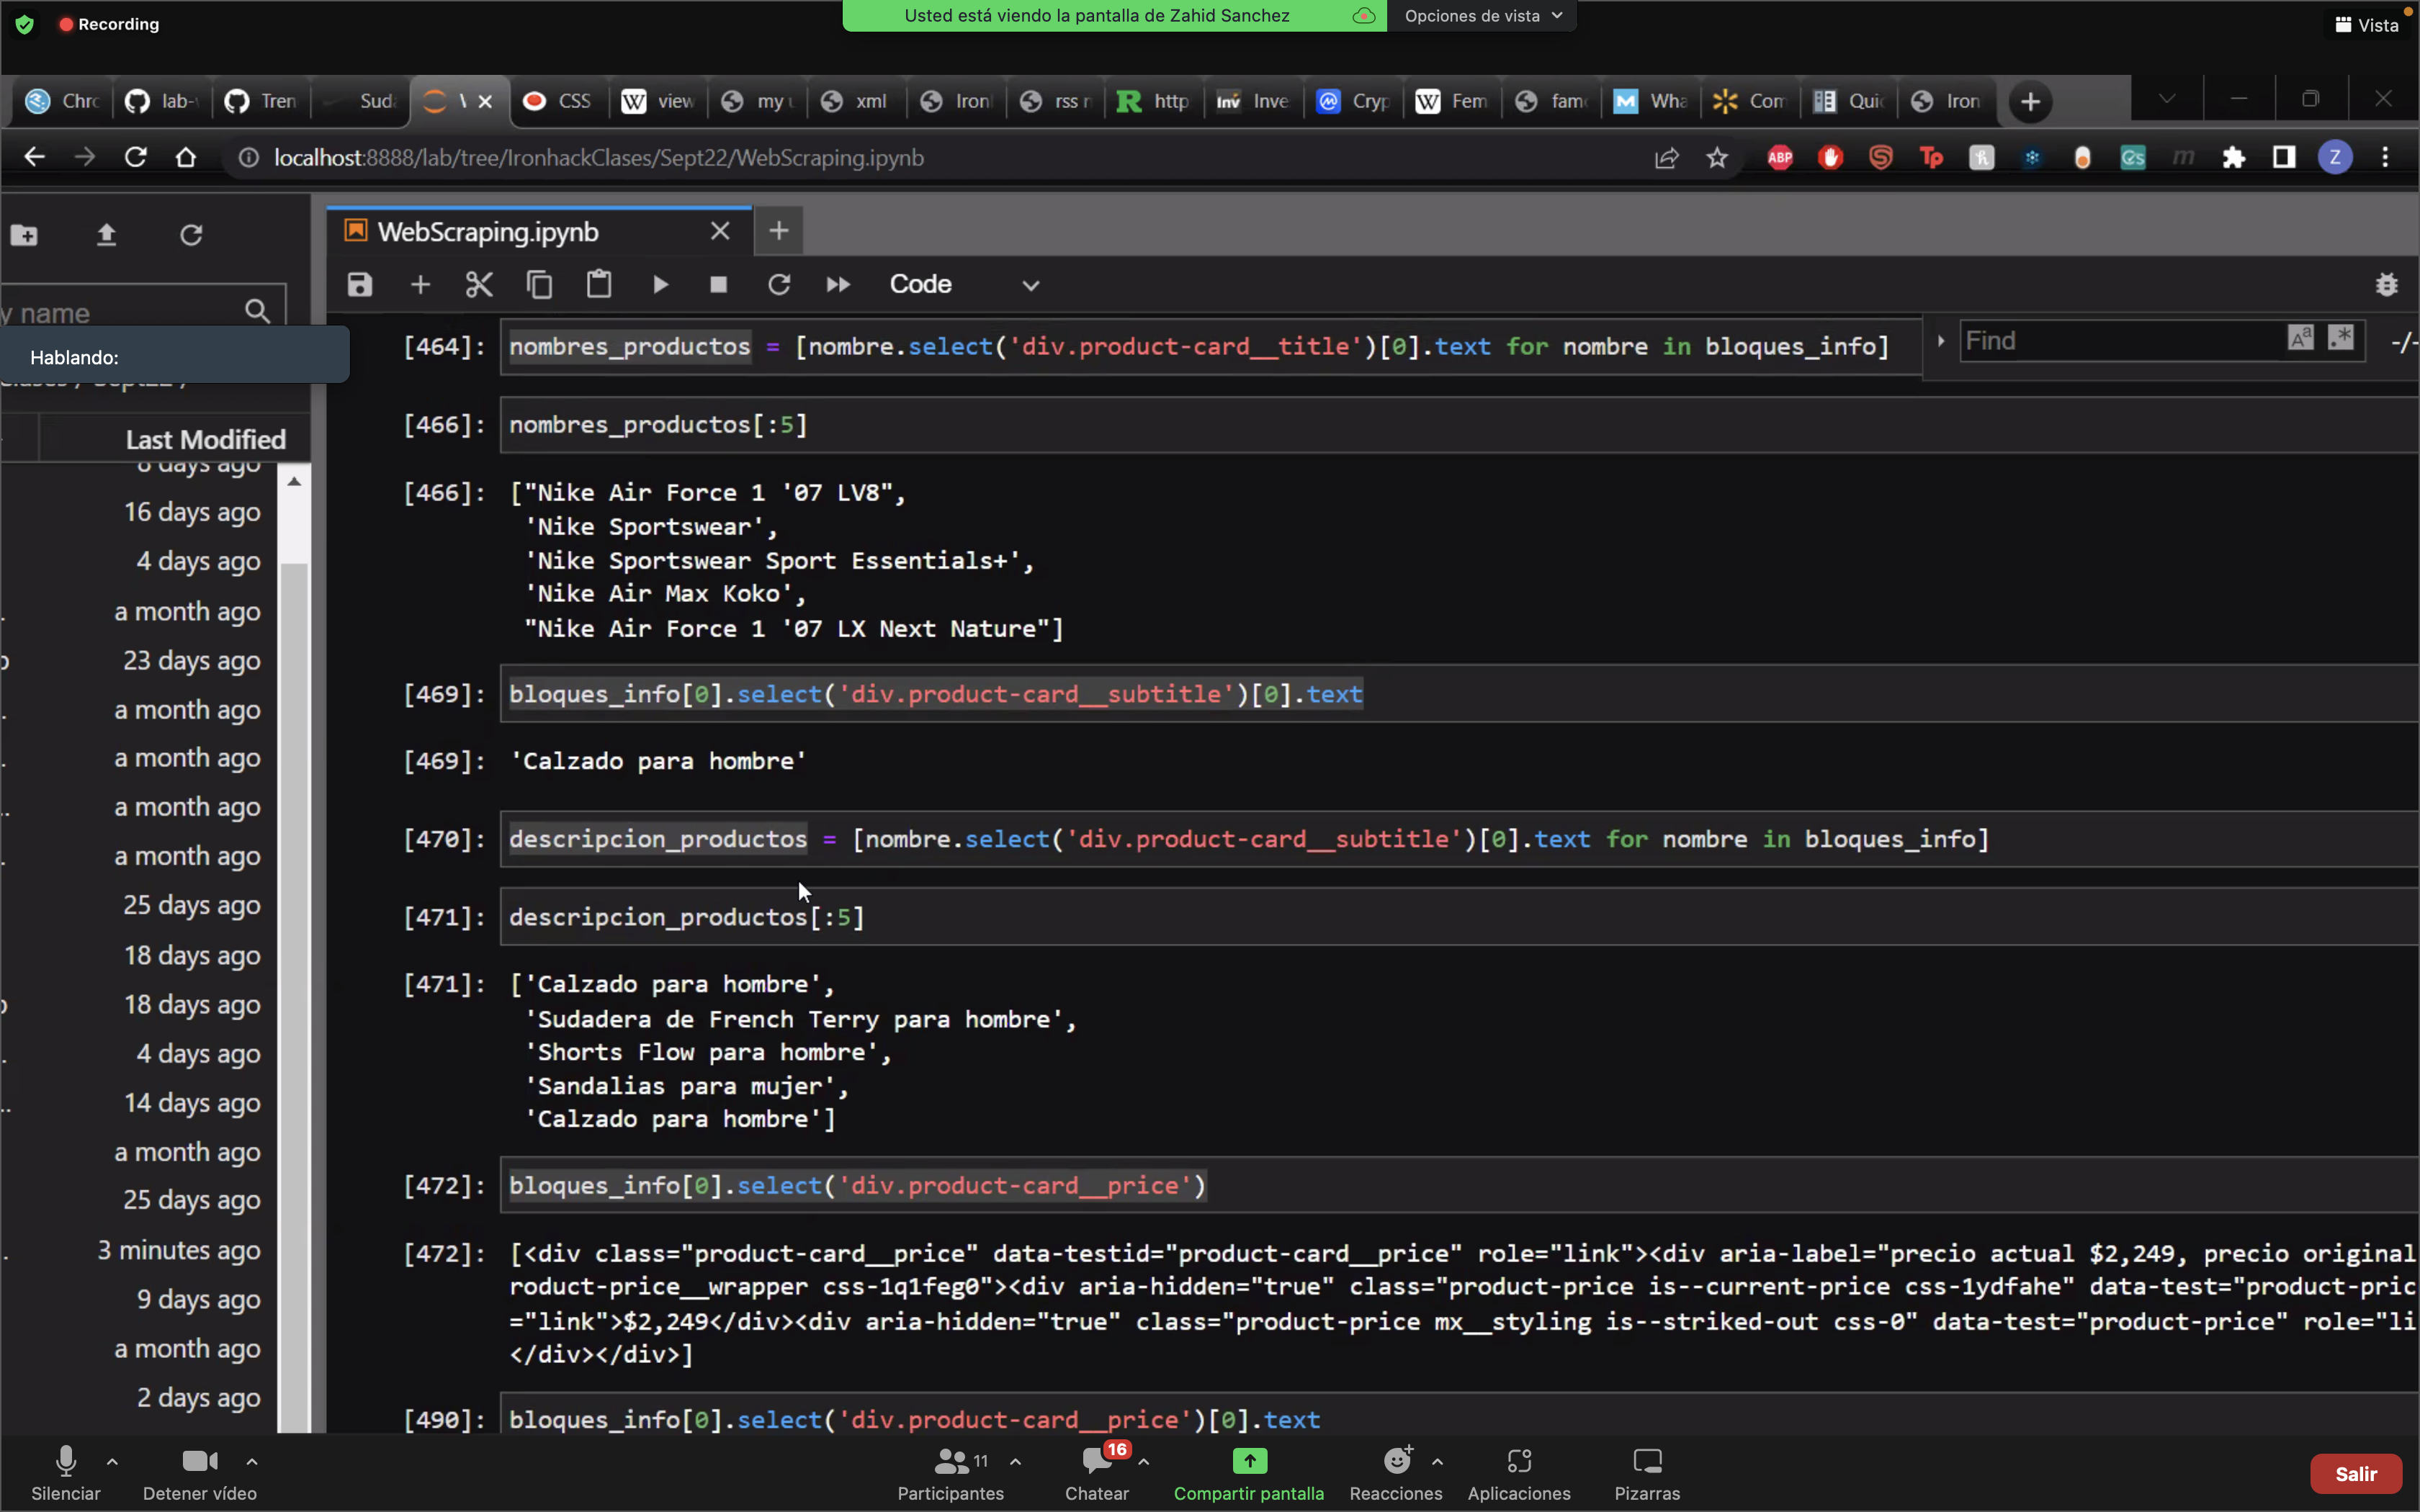 Recording
Usted está viendo la pantalla de Zahid Sanchez
Opciones de vista
Vista
Chrc
lab-
Tren
Suda
CSS
view
my
xml
Iron
rss
http
Inve
Cryp
Fem
fam
Wha
Com
Qui
Iron
localhost:8888/lab/tree/IronhackClases/Sept22/WebScraping.ipynb
WebScraping.ipynb
Code
y name
Hablando:
Last Modified
8 days ago
16 days ago
4 days ago
a month ago
23 days ago
a month ago
a month ago
a month ago
a month ago
25 days ago
18 days ago
18 days ago
4 days ago
14 days ago
a month ago
25 days ago
3 minutes ago
9 days ago
a month ago
2 days ago
[464]: nombres_productos = [nombre.select('div.product-card__title')[0].text for nombre in bloques_info]
Find
-/-
[466]: nombres_productos[:5]
[466]: ["Nike Air Force 1 '07 LV8",
'Nike Sportswear',
'Nike Sportswear Sport Essentials+',
'Nike Air Max Koko',
"Nike Air Force 1 '07 LX Next Nature"]
[469]: bloques_info[0].select('div.product-card__subtitle')[0].text
[469]: 'Calzado para hombre'
[470]: descripcion_productos = [nombre.select('div.product-card__subtitle')[0].text for nombre in bloques_info]
[471]: descripcion_productos[:5]
[471]: ['Calzado para hombre',
'Sudadera de French Terry para hombre',
'Shorts Flow para hombre',
'Sandalias para mujer',
'Calzado para hombre']
[472]: bloques_info[0].select('div.product-card__price')
[472]: [<div class="product-card__price" data-testid="product-card__price" role="link"><div aria-label="precio actual $2,249, precio original
roduct-price__wrapper css-1q1feg0"><div aria-hidden="true" class="product-price is--current-price css-1ydfahe" data-test="product-pric
="link">$2,249</div><div aria-hidden="true" class="product-price mx__styling is--striked-out css-0" data-test="product-price" role="li
</div></div>]
[490]: bloques_info[0].select('div.product-card__price')[0].text
Silenciar
Detener vídeo
11
Participantes
16
Chatear
Compartir pantalla
Reacciones
Aplicaciones
Pizarras
Salir